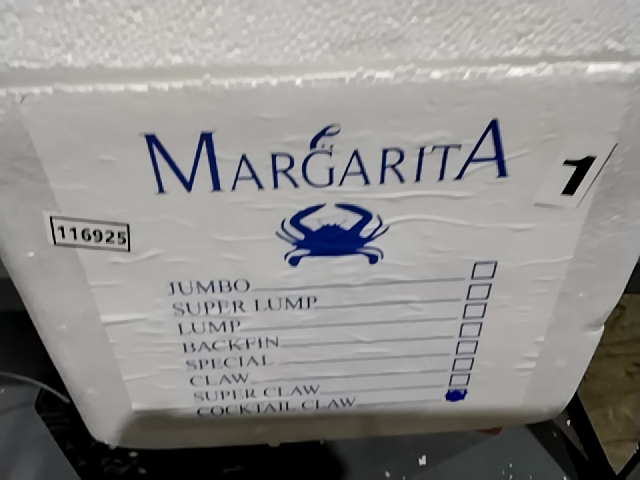 MARGARITA
1
116925
JUMBO
SUPER LUMP
LUMP
BACKFIN
SPECIAL
CLAW
SUPER CLAW
COCKTAIL CLAW